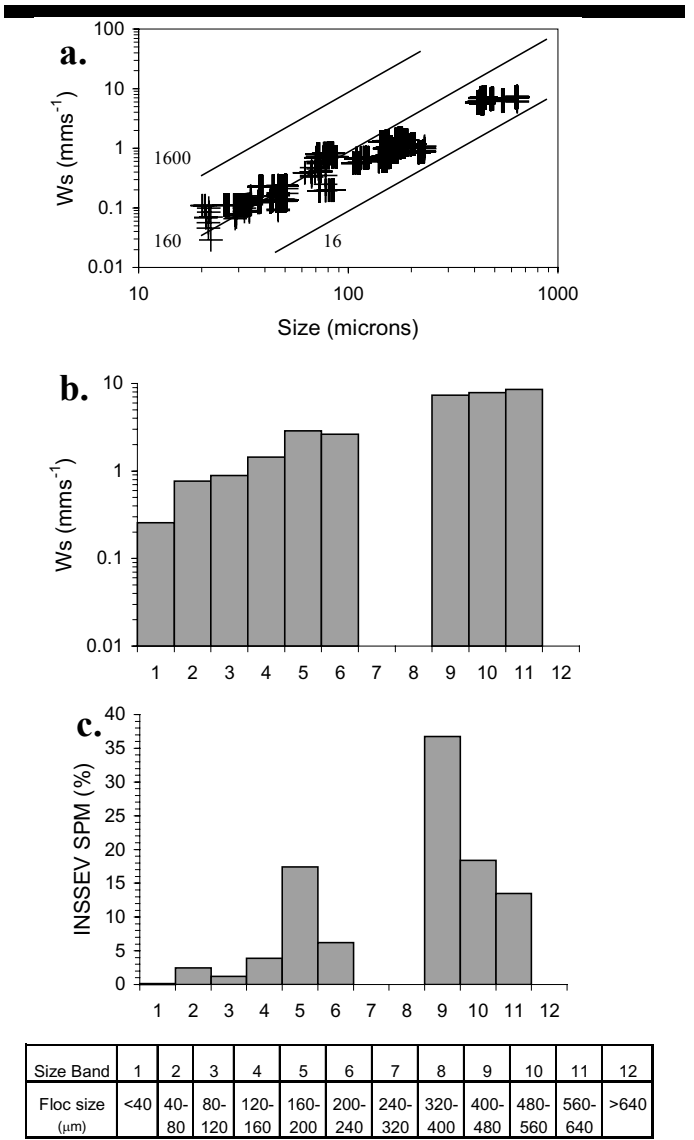 a.
100
10
1
0.1
0.01
Ws (mms-1)
1600
160
16
10 100 1000
Size (microns)
b.
10
1
0.1
0.01
Ws (mms-1)
1 2 3 4 5 6 7 8 9 10 11 12
c.
40
35
30
25
20
15
10
5
0
INSSEV SPM (%)
1 2 3 4 5 6 7 8 9 10 11 12
Size Band 1 2 3 4 5 6 7 8 9 10 11 12
Floc size <40 40- 80- 120- 160- 200- 240- 320- 400- 480- 560- >640
(μm) 80 120 160 200 240 320 400 480 560 640